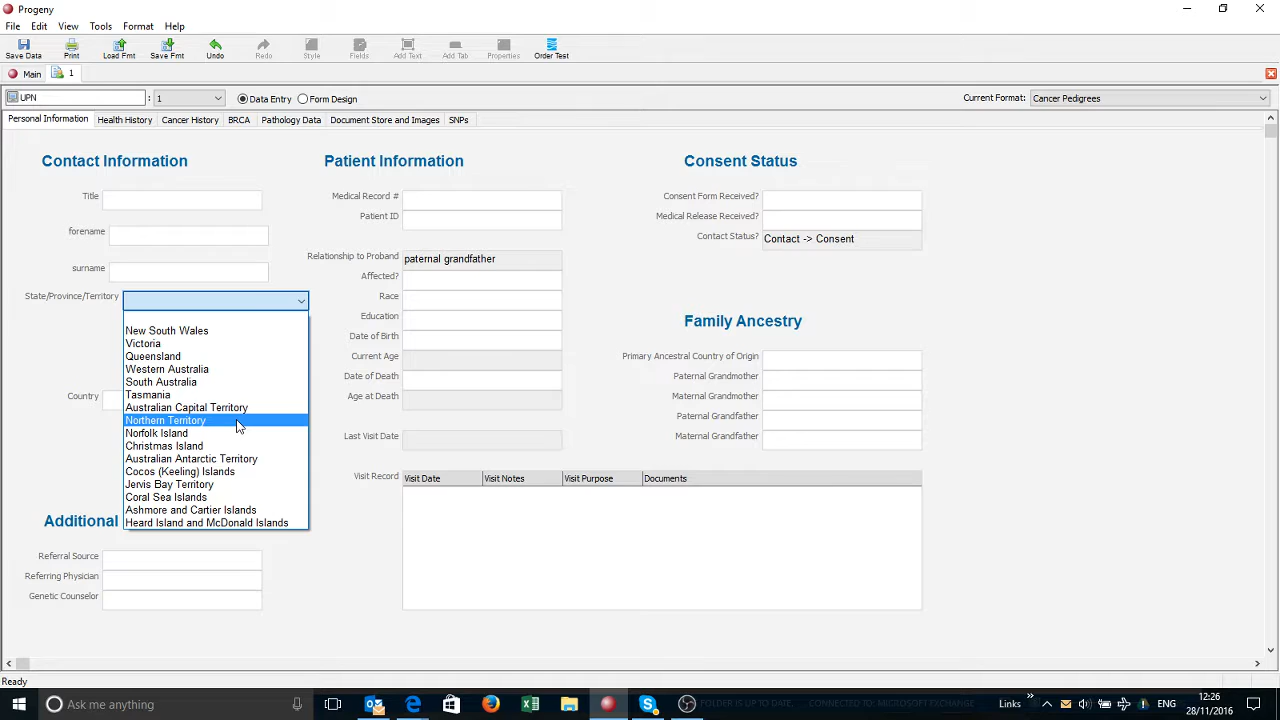 Progeny
File Edit View Tools Format Help
Save Data Print Load Fmt Save Fmt Undo Redo Style Fields Add Text Add Tab Properties Order Test
Main 1
UPN : 1 Data Entry Form Design Current Format: Cancer Pedigrees
Personal Information Health History Cancer History BRCA Pathology Data Document Store and Images SNPs
Contact Information
Title
forename
surname
State/Province/Territory
New South Wales
Victoria
Queensland
Western Australia
South Australia
Tasmania
Australian Capital Territory
Northern Territory
Norfolk Island
Christmas Island
Australian Antarctic Territory
Cocos (Keeling) Islands
Jervis Bay Territory
Coral Sea Islands
Ashmore and Cartier Islands
Heard Island and McDonald Islands
Country
Additional
Referral Source
Referring Physician
Genetic Counselor
Patient Information
Medical Record #
Patient ID
Relationship to Proband paternal grandfather
Affected?
Race
Education
Date of Birth
Current Age
Date of Death
Age at Death
Last Visit Date
Visit Record Visit Date Visit Notes Visit Purpose Documents
Consent Status
Consent Form Received?
Medical Release Received?
Contact Status? Contact -> Consent
Family Ancestry
Primary Ancestral Country of Origin
Paternal Grandmother
Maternal Grandmother
Paternal Grandfather
Maternal Grandfather
Ready
Ask me anything
FOLDER IS UP TO DATE, CONNECTED TO: MICROSOFT EXCHANGE
Links ENG 12:26
28/11/2016